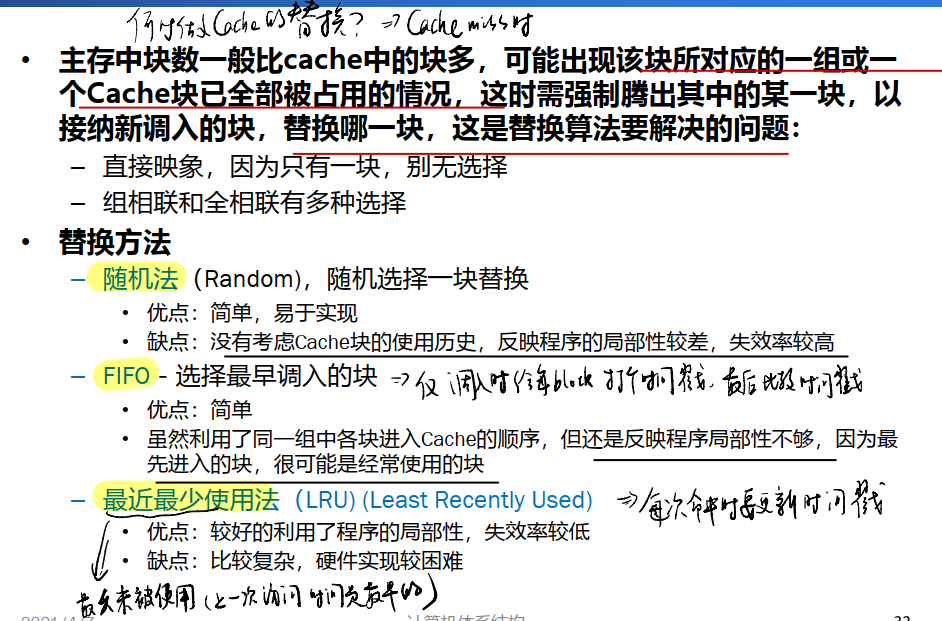 何时做Cache的替换? ⇒ Cache miss时
• 主存中块数一般比cache中的块多，可能出现该块所对应的一组或一
个Cache块已全部被占用的情况，这时需强制腾出其中的某一块，以
接纳新调入的块，替换哪一块，这是替换算法要解决的问题：
– 直接映象，因为只有一块，别无选择
– 组相联和全相联有多种选择
• 替换方法
– 随机法（Random)，随机选择一块替换
• 优点：简单，易于实现
• 缺点：没有考虑Cache块的使用历史，反映程序的局部性较差，失效率较高
– FIFO - 选择最早调入的块 ⇒ 仅调入时给每block 打个时间戳，最后比较时间戳
• 优点：简单
• 虽然利用了同一组中各块进入Cache的顺序，但还是反映程序局部性不够，因为最
先进入的块，很可能是经常使用的块
– 最近最少使用法（LRU) (Least Recently Used) ⇒ 每次命中时要更新时间戳
• 优点：较好的利用了程序的局部性，失效率较低
• 缺点：比较复杂，硬件实现较困难
最久未被使用 (上一次访问时间是最早的)
计算机体系结构
32